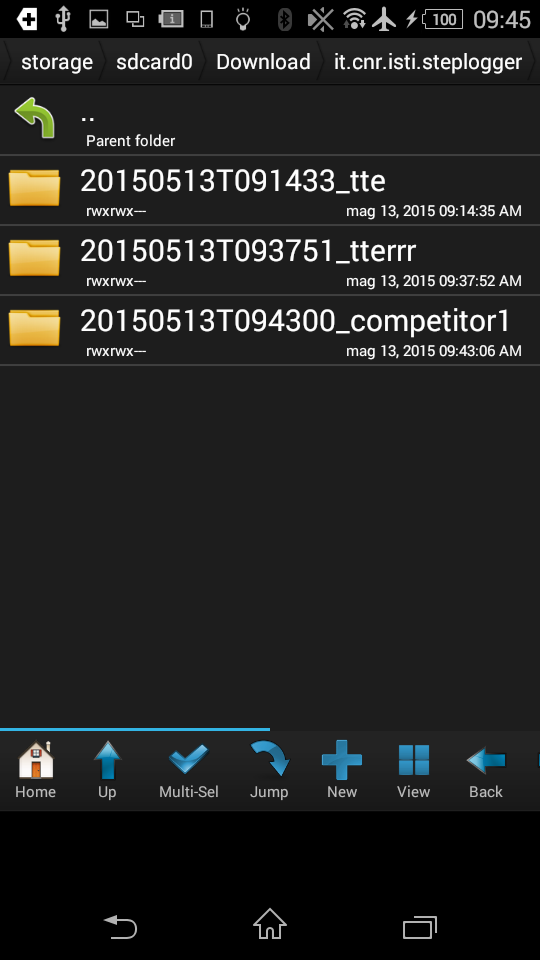 100 09:45
storage sdcard0 Download it.cnr.isti.steplogger
..
Parent folder
20150513T091433_tte
rwxrwx--- mag 13, 2015 09:14:35 AM
20150513T093751_tterrr
rwxrwx--- mag 13, 2015 09:37:52 AM
20150513T094300_competitor1
rwxrwx--- mag 13, 2015 09:43:06 AM
Home Up Multi-Sel Jump New View Back